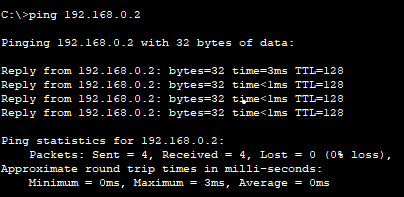 C:\>ping 192.168.0.2
Pinging 192.168.0.2 with 32 bytes of data:
Reply from 192.168.0.2: bytes=32 time=3ms TTL=128
Reply from 192.168.0.2: bytes=32 time<1ms TTL=128
Reply from 192.168.0.2: bytes=32 time<1ms TTL=128
Reply from 192.168.0.2: bytes=32 time<1ms TTL=128
Ping statistics for 192.168.0.2:
Packets: Sent = 4, Received = 4, Lost = 0 (0% loss),
Approximate round trip times in milli-seconds:
Minimum = 0ms, Maximum = 3ms, Average = 0ms